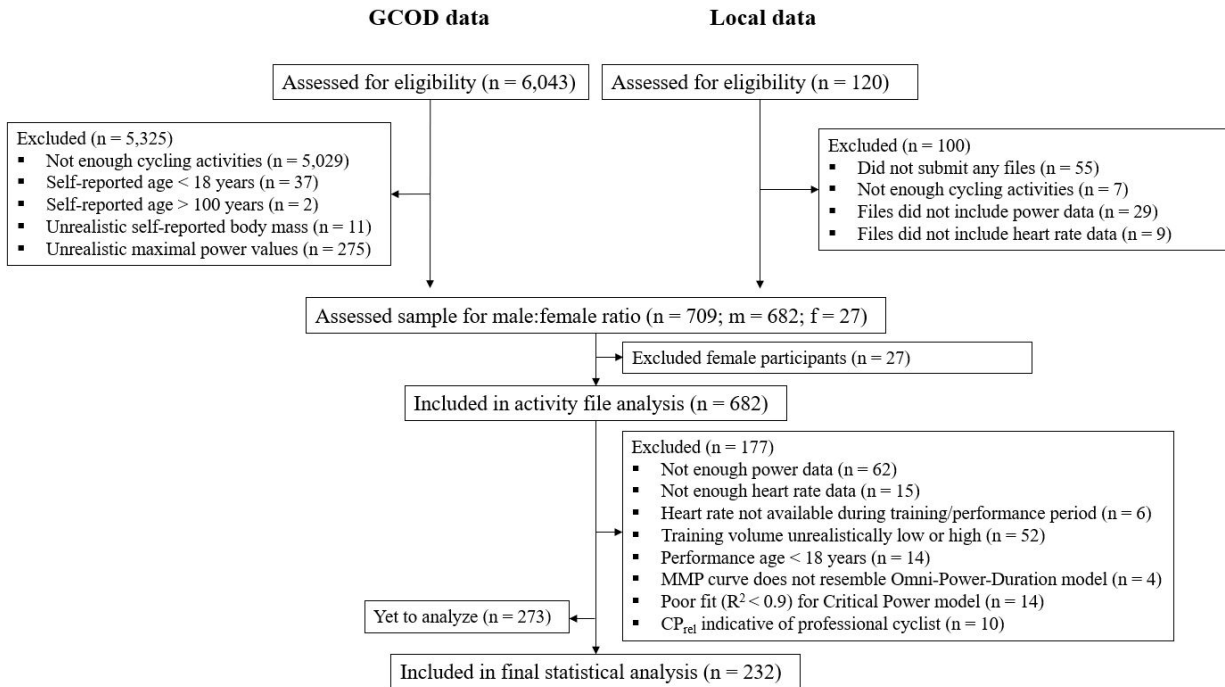 GCOD data
Local data
Assessed for eligibility (n = 6,043)
Assessed for eligibility (n = 120)
Excluded (n = 5,325)
▪ Not enough cycling activities (n = 5,029)
▪ Self-reported age < 18 years (n = 37)
▪ Self-reported age > 100 years (n = 2)
▪ Unrealistic self-reported body mass (n = 11)
▪ Unrealistic maximal power values (n = 275)
Excluded (n = 100)
▪ Did not submit any files (n = 55)
▪ Not enough cycling activities (n = 7)
▪ Files did not include power data (n = 29)
▪ Files did not include heart rate data (n = 9)
Assessed sample for male:female ratio (n = 709; m = 682; f = 27)
Excluded female participants (n = 27)
Included in activity file analysis (n = 682)
Excluded (n = 177)
▪ Not enough power data (n = 62)
▪ Not enough heart rate data (n = 15)
▪ Heart rate not available during training/performance period (n = 6)
▪ Training volume unrealistically low or high (n = 52)
▪ Performance age < 18 years (n = 14)
▪ MMP curve does not resemble Omni-Power-Duration model (n = 4)
▪ Poor fit (R² < 0.9) for Critical Power model (n = 14)
▪ CPrel indicative of professional cyclist (n = 10)
Yet to analyze (n = 273)
Included in final statistical analysis (n = 232)